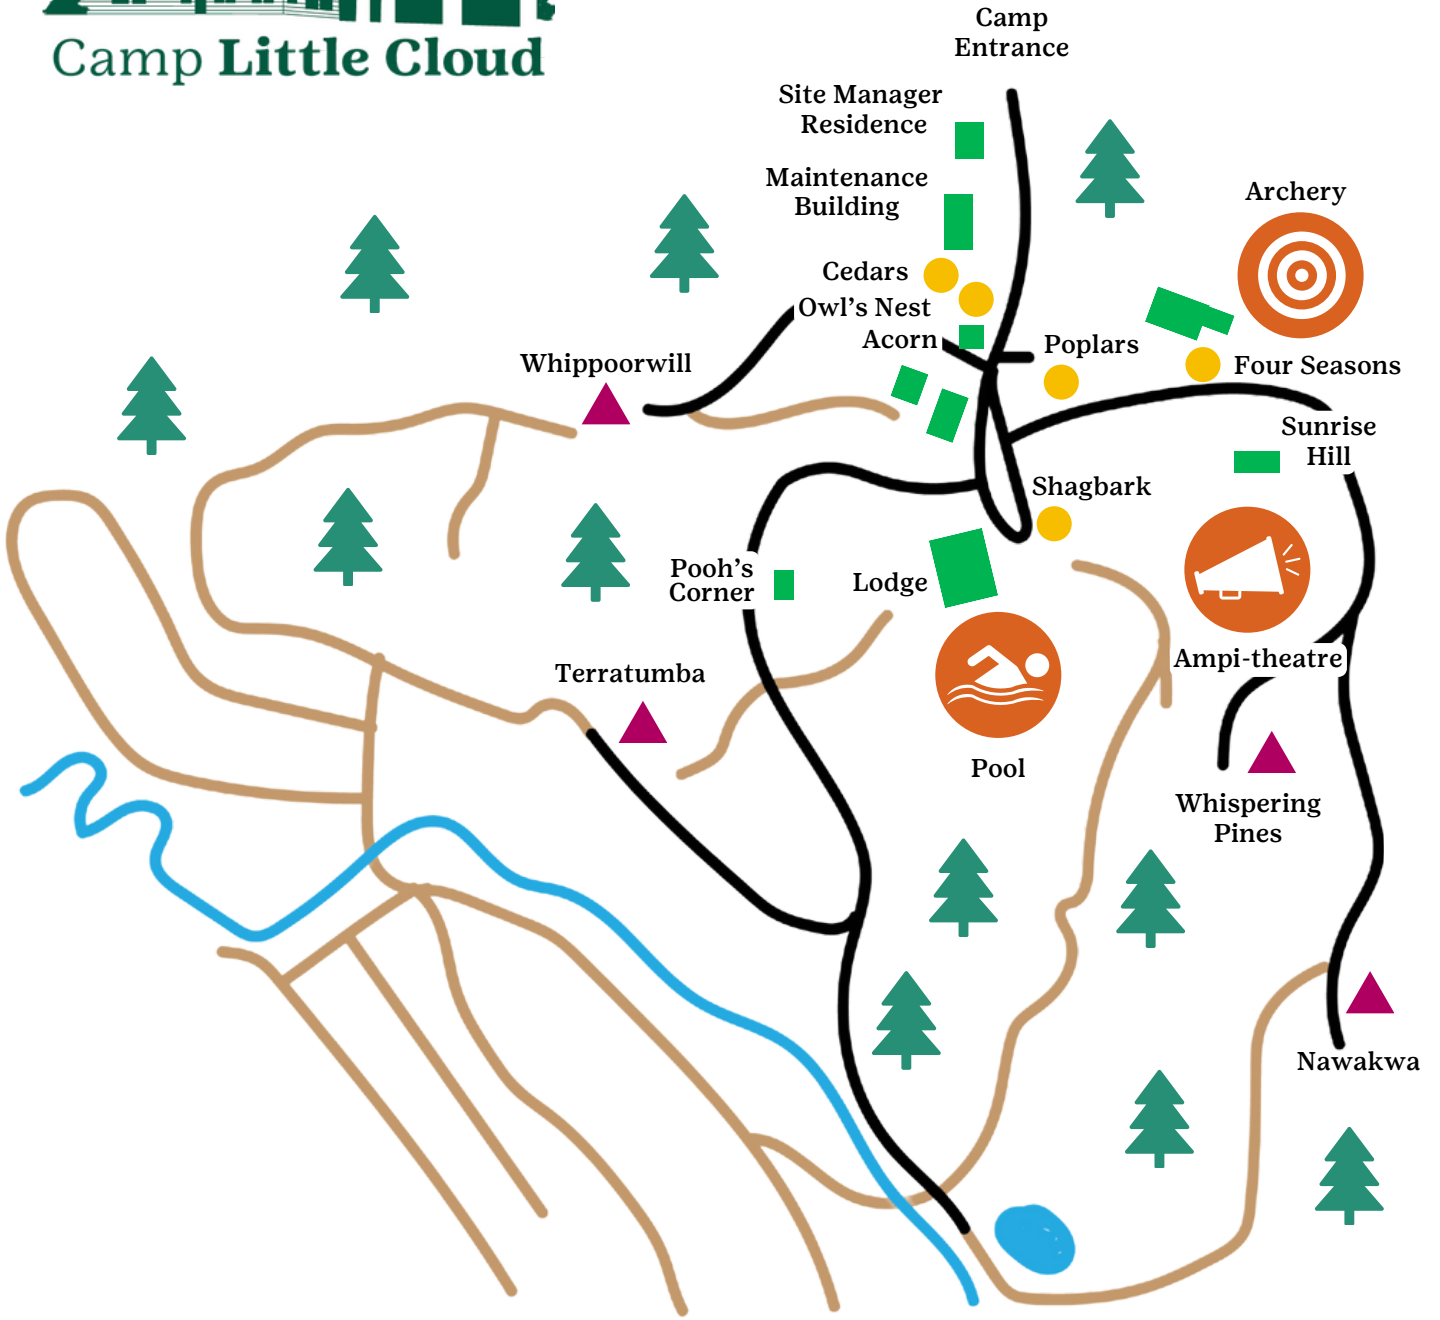 Camp Little Cloud
Camp
Entrance
Site Manager
Residence
Maintenance
Building
Archery
Cedars
Owl's Nest
Acorn
Poplars
Whippoorwill
Four Seasons
Sunrise
Hill
Shagbark
Pooh's
Corner
Lodge
Ampi-theatre
Terratumba
Pool
Whispering
Pines
Nawakwa